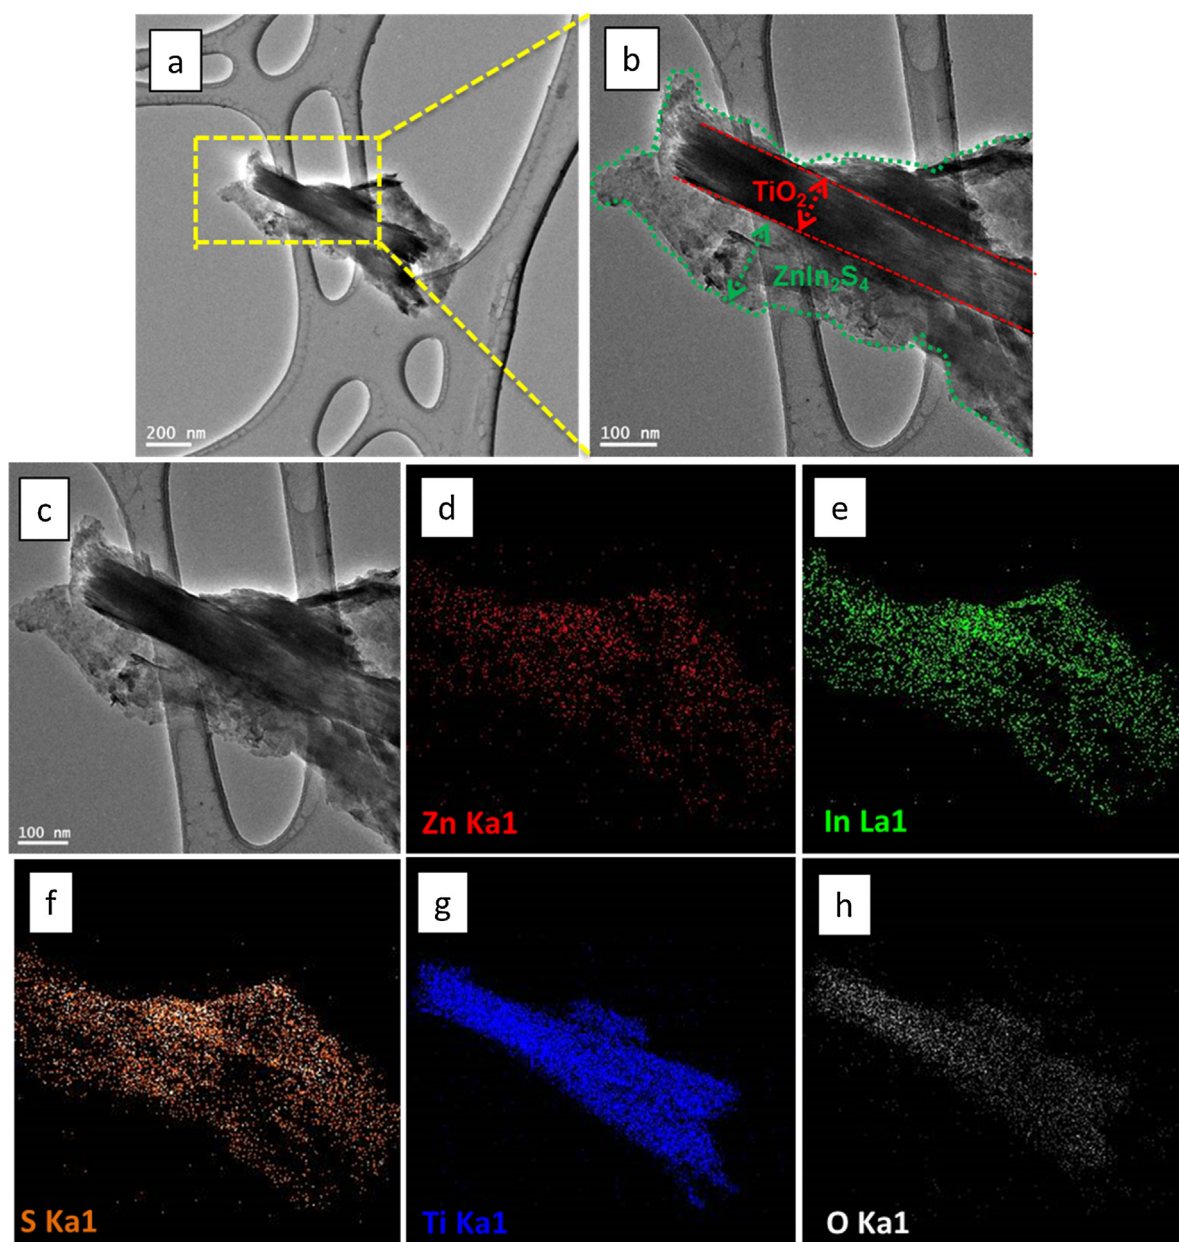 a
b
TiO₂
ZnIn₂S₄
200 nm
100 nm
c
100 nm
d
Zn Ka1
e
In La1
f
S Ka1
g
Ti Ka1
h
O Ka1